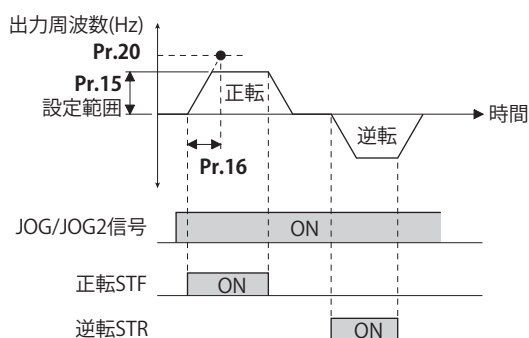 出力周波数(Hz)
Pr.20
Pr.15
設定範囲
正転
時間
逆転
Pr.16
JOG/JOG2信号
ON
正転STF
ON
逆転STR
ON